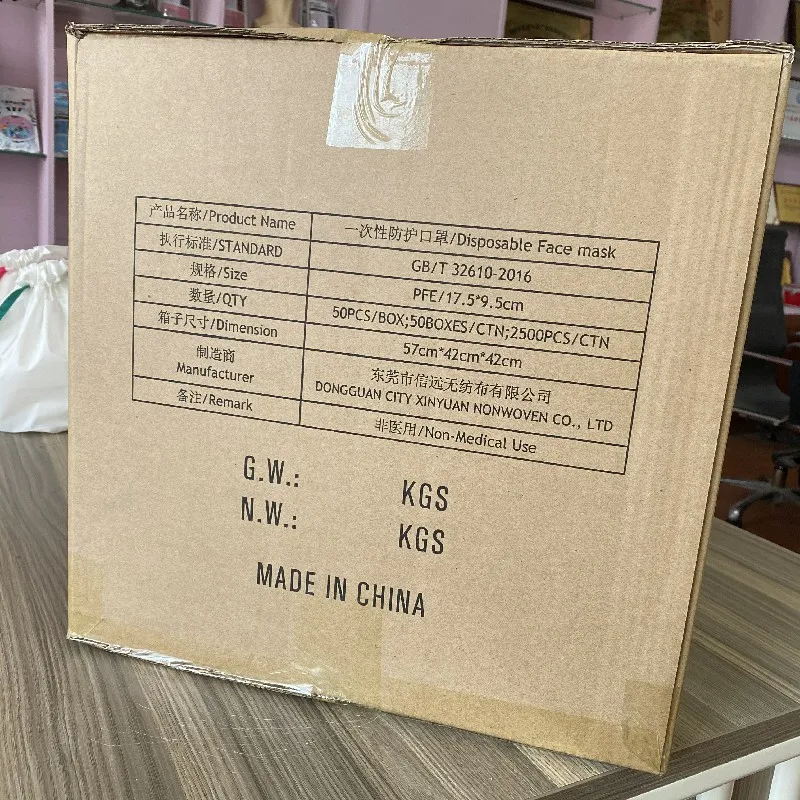 产品名称/Product Name 一次性防护口罩/Disposable Face mask
执行标准/STANDARD GB/T 32610-2016
规格/Size PFE/17.5*9.5cm
数量/QTY 50PCS/BOX;50BOXES/CTN;2500PCS/CTN
箱子尺寸/Dimension 57cm*42cm*42cm
制造商
Manufacturer
东莞市信远无纺布有限公司
DONGGUAN CITY XINYUAN NONWOVEN CO., LTD
备注/Remark 非医用/Non-Medical Use
G.W.: KGS
N.W.: KGS
MADE IN CHINA